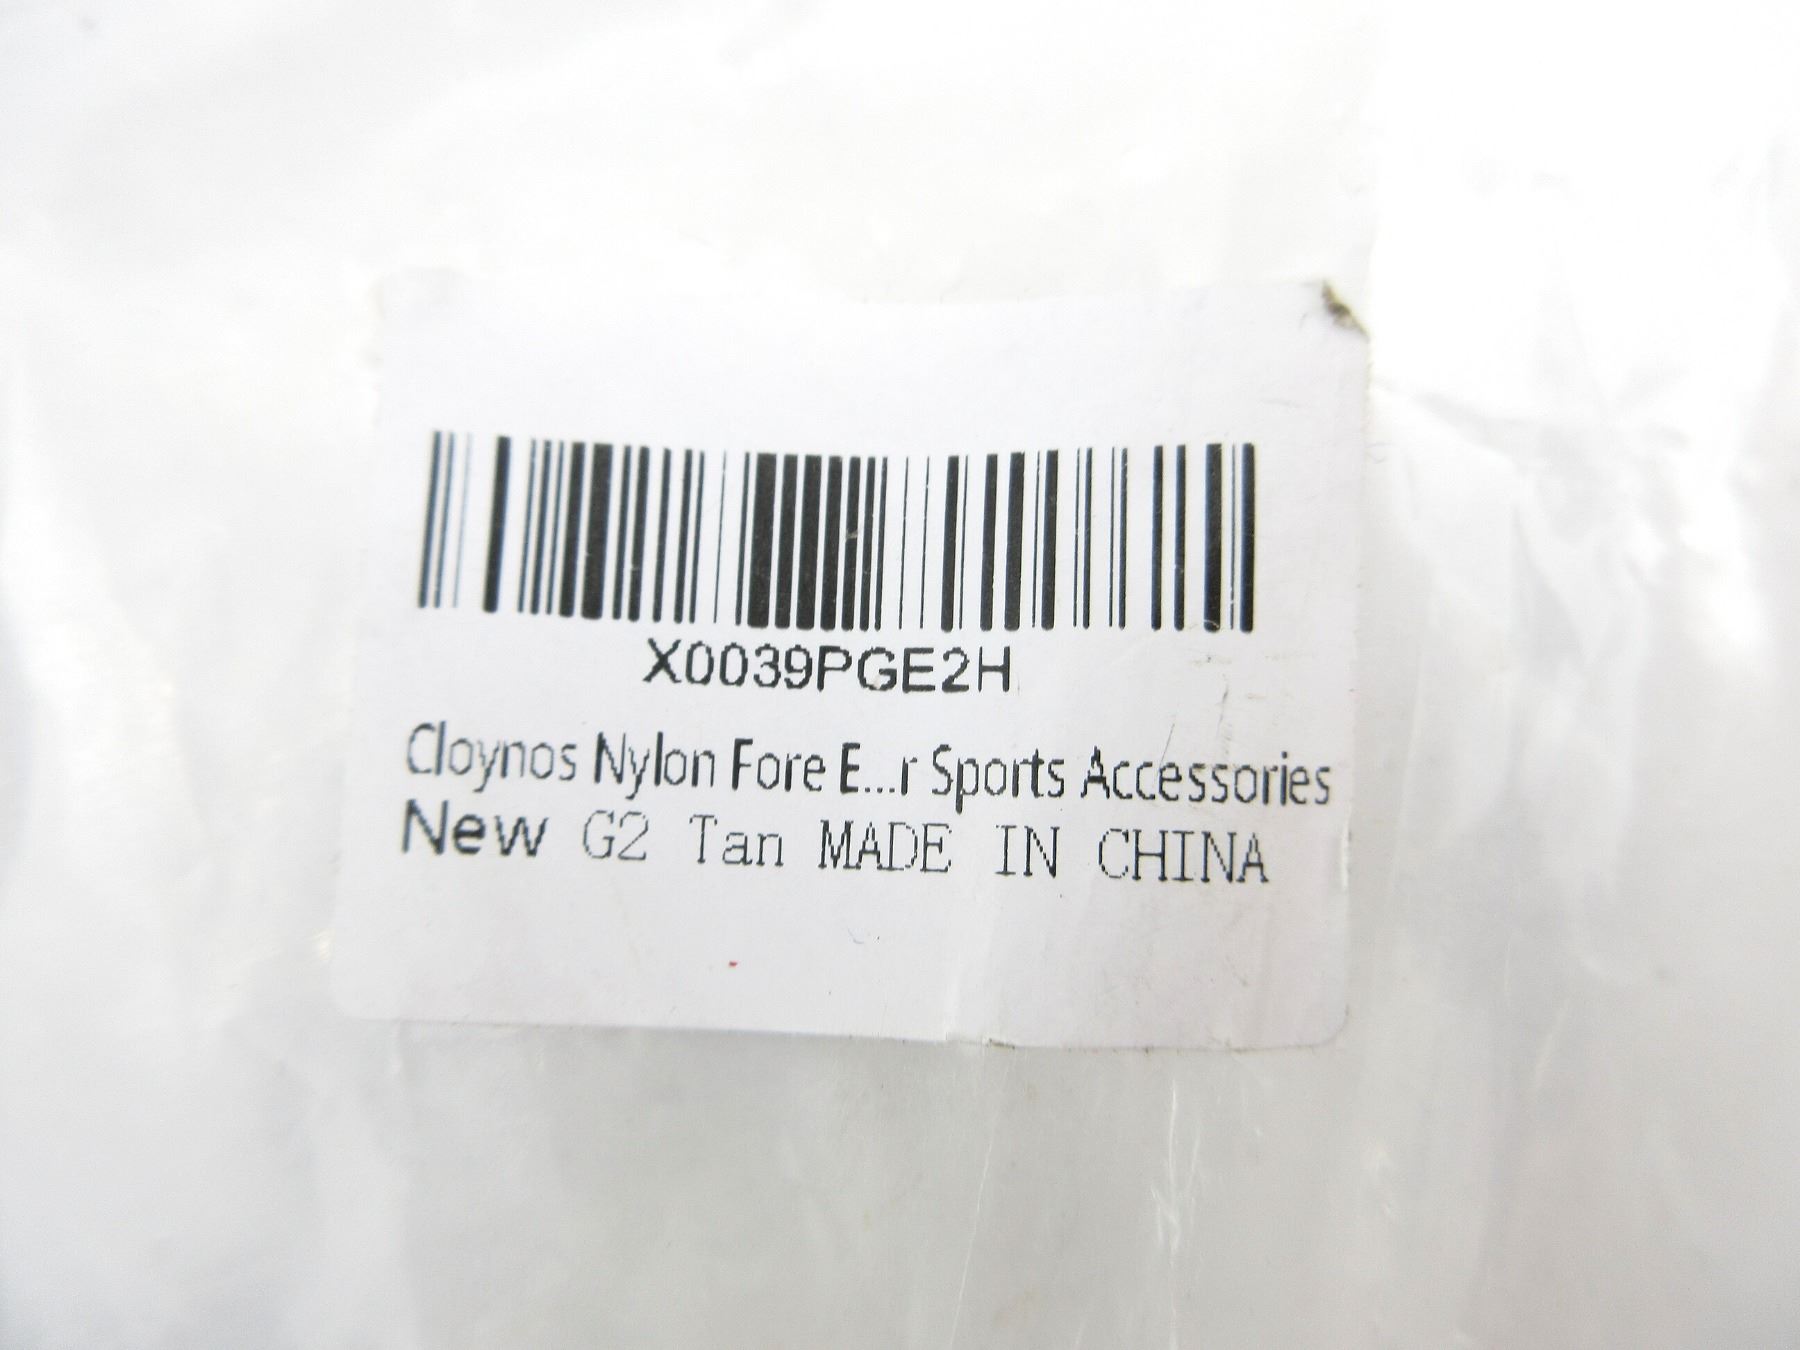 X0039PGE2H
Cloynos Nylon Fore E...r Sports Accessories
New G2 Tan MADE IN CHINA